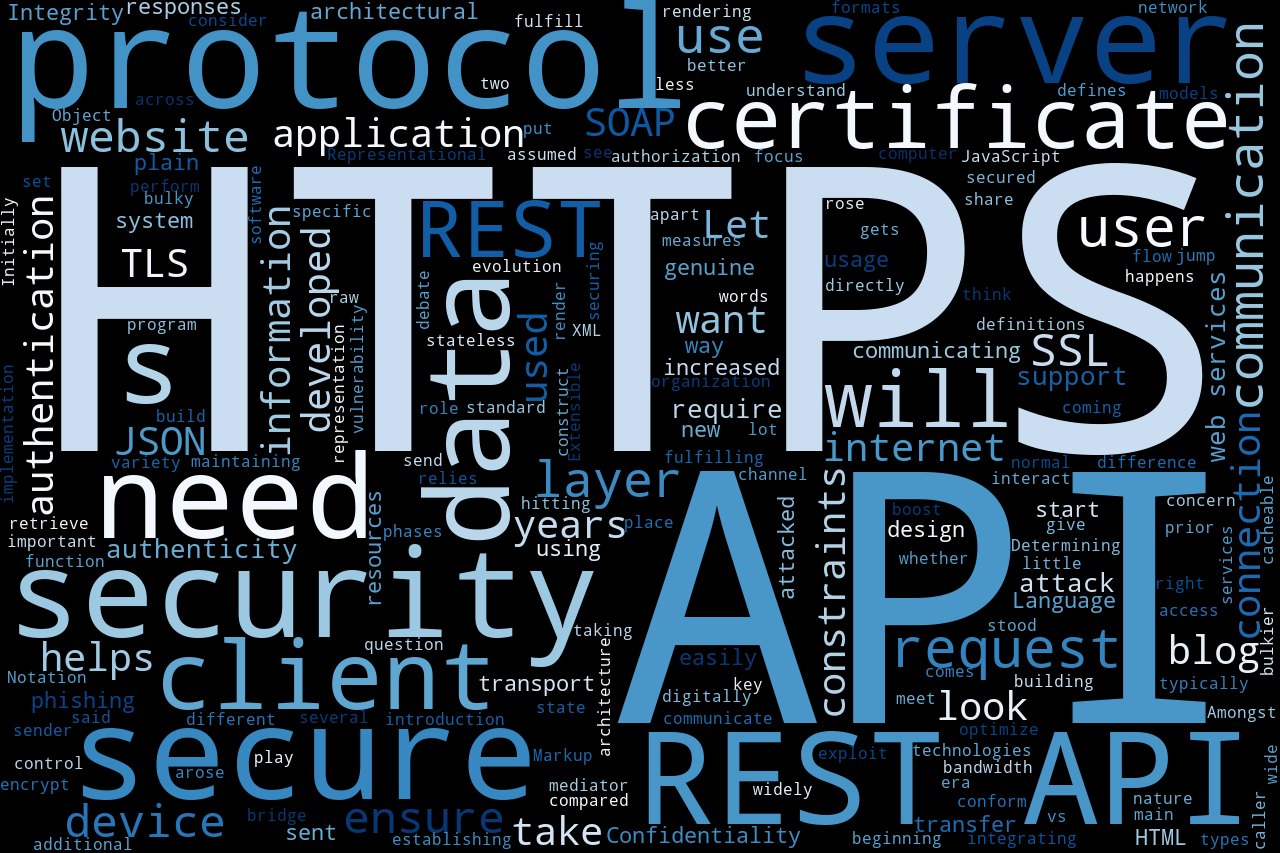 Integrity
responses
consider
architectural
fulfill
rendering
formats
network
protocol
use
server
better
two
less
understand
defines
models
across
Object
website
application
put
SOAP
certificate
communication
plain
Representational
assumed
see
authorization
focus
computer
JavaScript
set
perform
bulky
system
software
specific
HTTPS
REST
apart
Let
measures
rose
gets
secured
share
user
flow
jump
happens
Initially
authentication
TLS
information
developed
evolution
genuine
usage
directly
think
words
program
raw
debate
stateless
data
used
render
securing
XML
want
way
definitions
communicating
SSL
web services
s
representation
vulnerability
increased
organization
support
build
role
standard
construct
Extensible
require
will
coming
JSON
new
lot
internet
implementation
variety
maintaining
send
relies
fulfilling
normal
difference
connection
need
layer
channel
interact
hitting
API
constraints
concern
cacheable
retrieve
resources
phases
years
place
attacked
boost
start
give
prior
important
authenticity
using
design
Determining
function
whether
little
services
security
attack
right
Language
access
stood
taking
question
request
blog
bulkier
helps
client
easily
comes
Notation
transport
key
building
typically
phishing
digitally
meet
look
state
architecture
Amongst
said
different
several
introduction
communicate
sender
secure
optimize
control
play
Markup
REST API
exploit
technologies
wide
arose
bandwidth
encrypt
mediator
widely
era
compared
conform
nature
device
bridge
ensure
vs
main
caller
sent
take
Confidentiality
transfer
additional
establishing
beginning
integrating
HTML
types